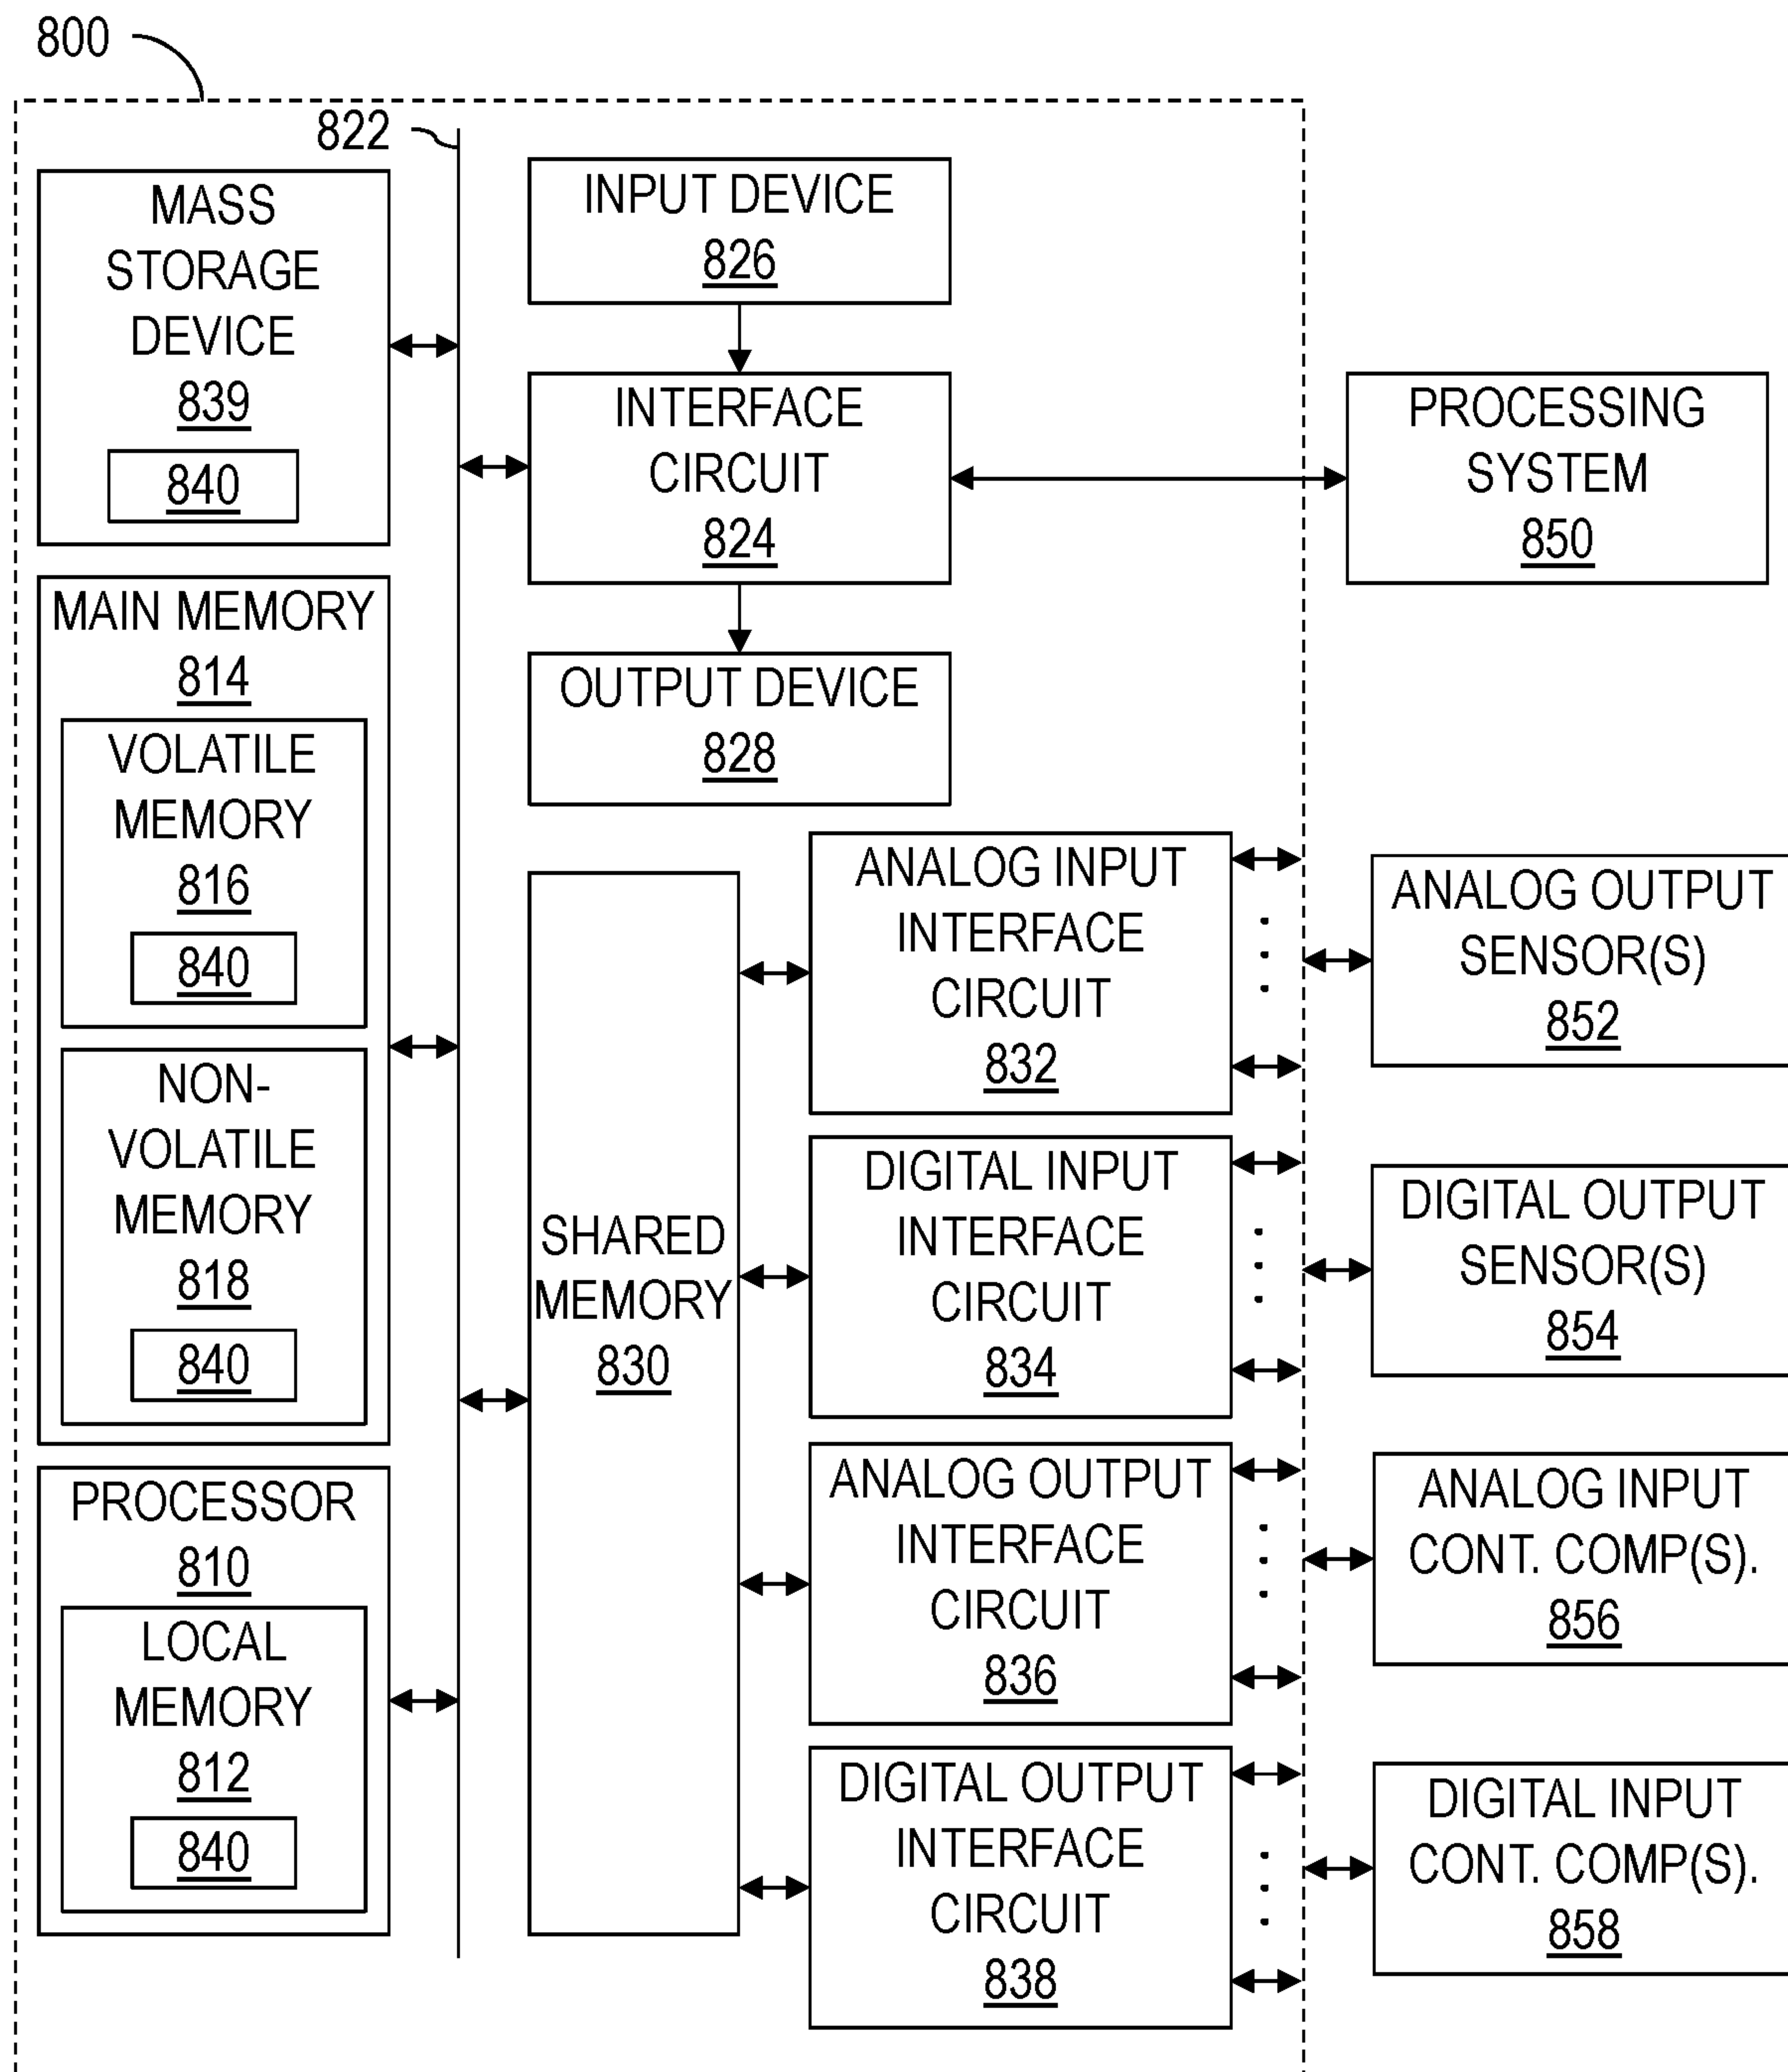 800
822
MASS
STORAGE
DEVICE
839
840
MAIN MEMORY
814
VOLATILE
MEMORY
816
840
NON-
VOLATILE
MEMORY
818
840
PROCESSOR
810
LOCAL
MEMORY
812
840
INPUT DEVICE
826
INTERFACE
CIRCUIT
824
OUTPUT DEVICE
828
SHARED
MEMORY
830
ANALOG INPUT
INTERFACE
CIRCUIT
832
DIGITAL INPUT
INTERFACE
CIRCUIT
834
ANALOG OUTPUT
INTERFACE
CIRCUIT
836
DIGITAL OUTPUT
INTERFACE
CIRCUIT
838
PROCESSING
SYSTEM
850
ANALOG OUTPUT
SENSOR(S)
852
DIGITAL OUTPUT
SENSOR(S)
854
ANALOG INPUT
CONT. COMP(S).
856
DIGITAL INPUT
CONT. COMP(S).
858